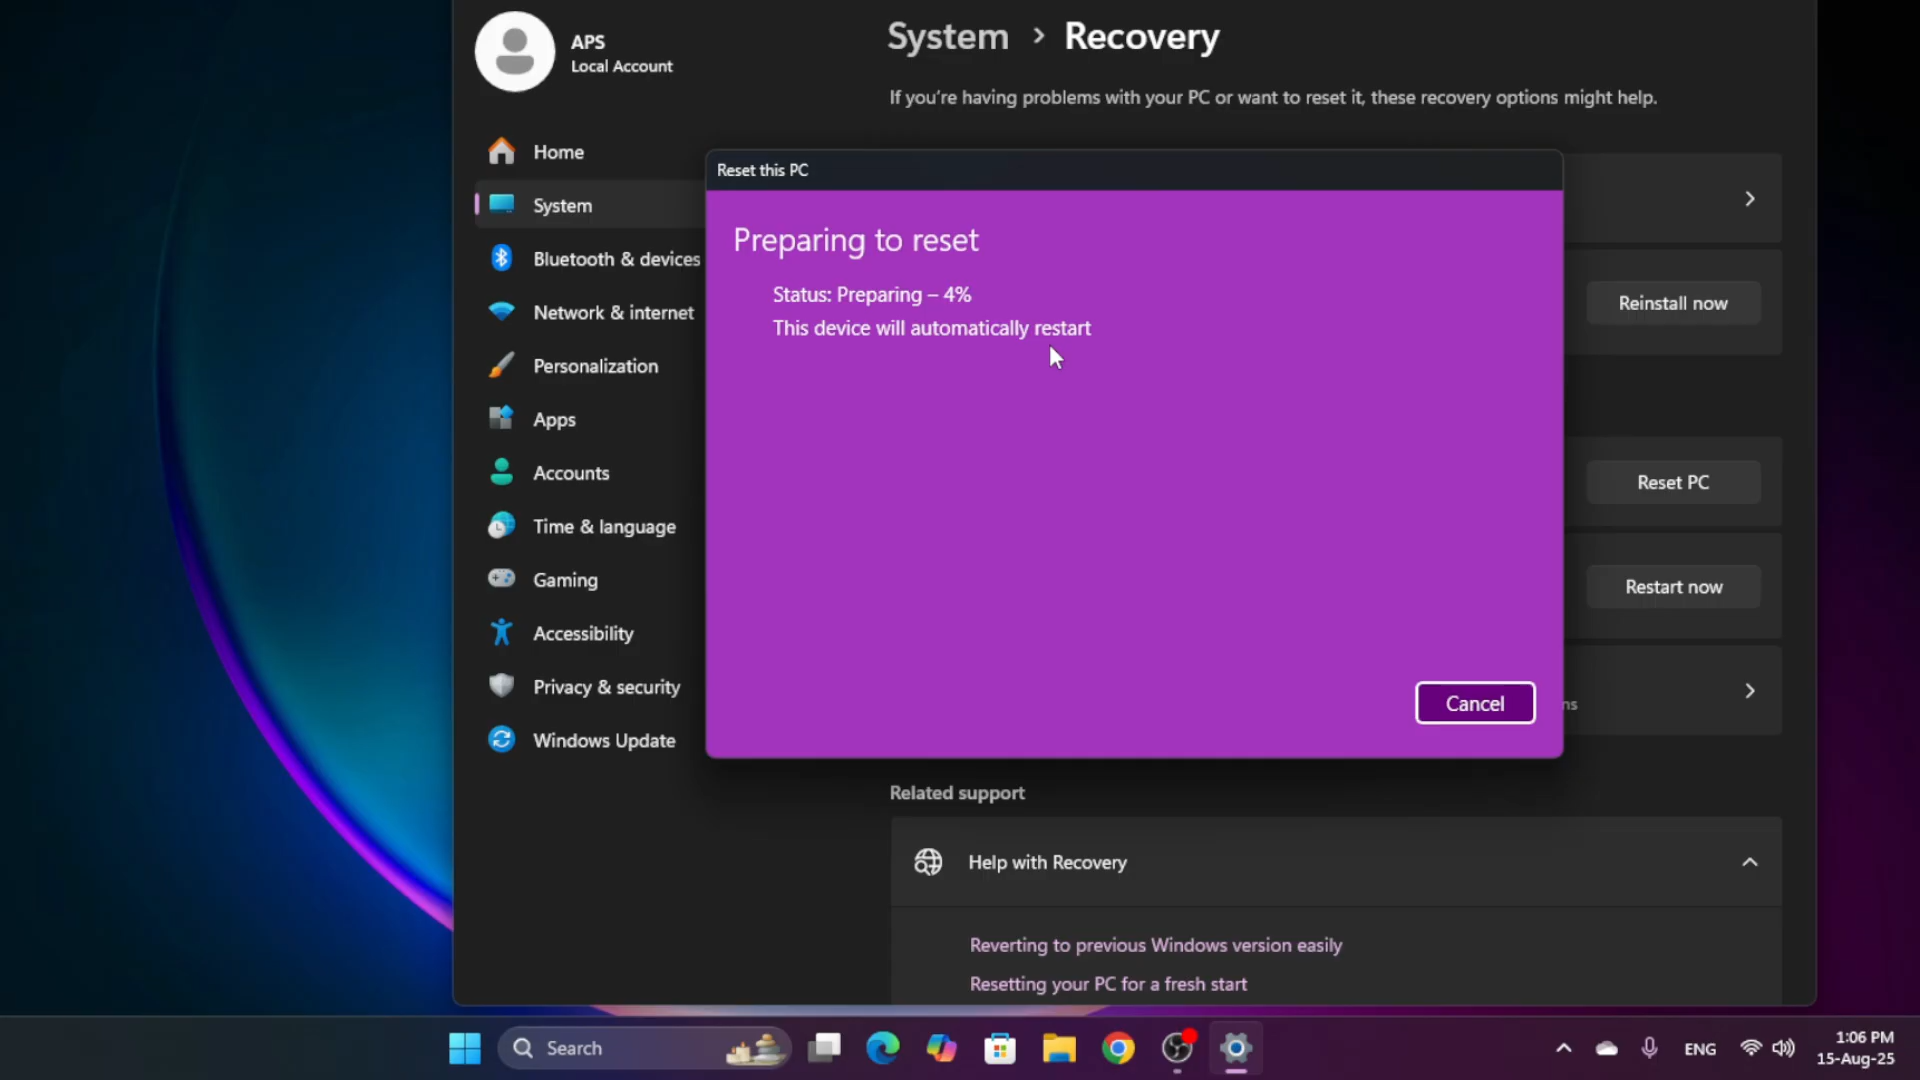 APS
Local Account
Home
System
Bluetooth & devices
Network & internet
Personalization
Apps
Accounts
Time & language
Gaming
Accessibility
Privacy & security
Windows Update
System > Recovery
If you're having problems with your PC or want to reset it, these recovery options might help.
Reset this PC
Preparing to reset
Status: Preparing – 4%
This device will automatically restart
Cancel
Reinstall now
Reset PC
Restart now
Related support
Help with Recovery
Reverting to previous Windows version easily
Resetting your PC for a fresh start
Search
ENG
1:06 PM
15-Aug-25